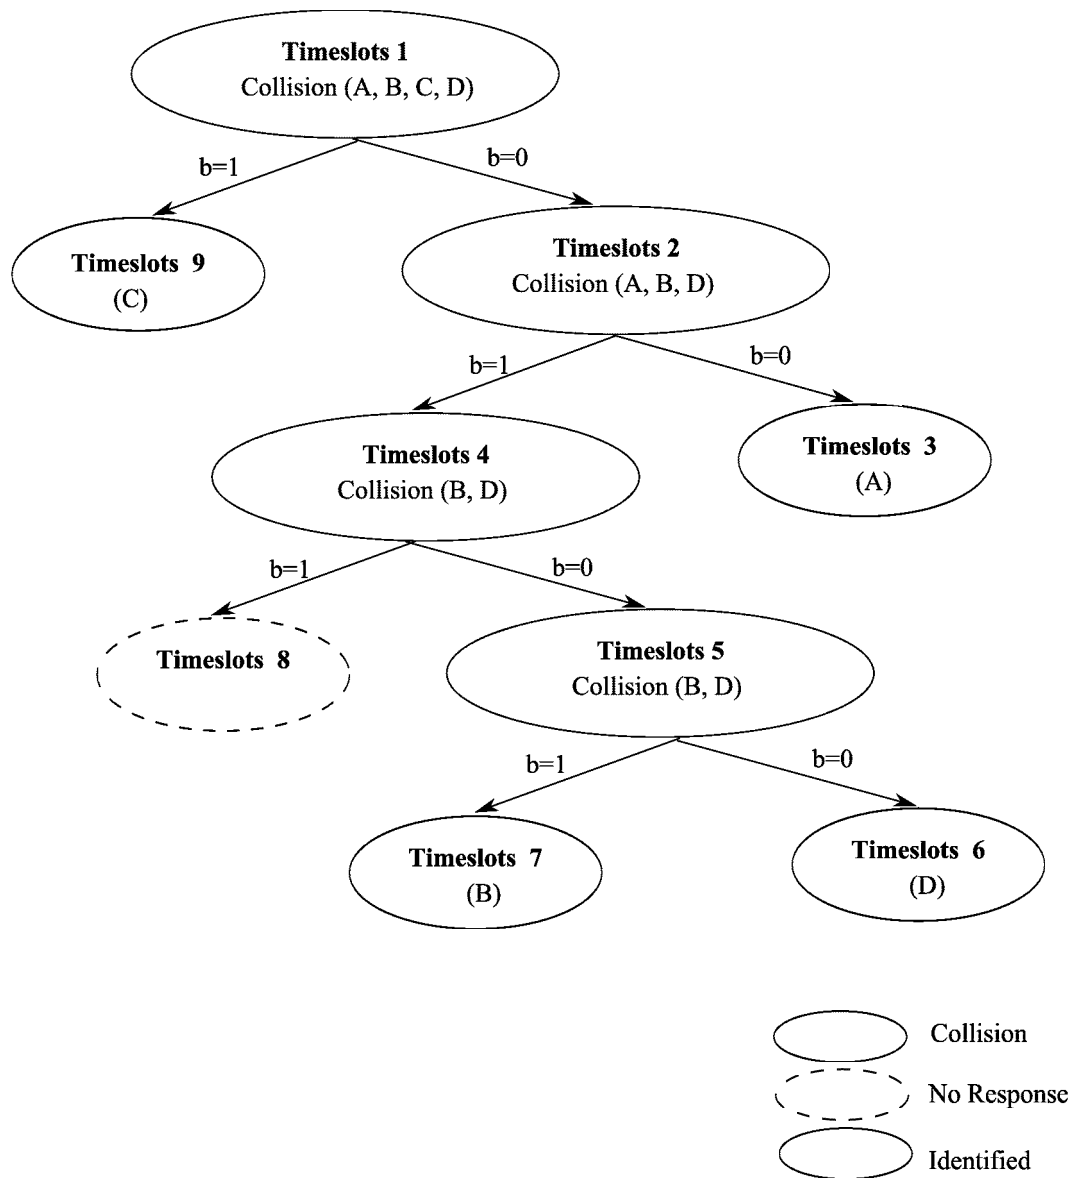 Timeslots 1
Collision (A, B, C, D)
b=1
b=0
Timeslots 9
(C)
Timeslots 2
Collision (A, B, D)
b=1
b=0
Timeslots 4
Collision (B, D)
Timeslots 3
(A)
b=1
b=0
Timeslots 8
Timeslots 5
Collision (B, D)
b=1
b=0
Timeslots 7
(B)
Timeslots 6
(D)
Collision
No Response
Identified